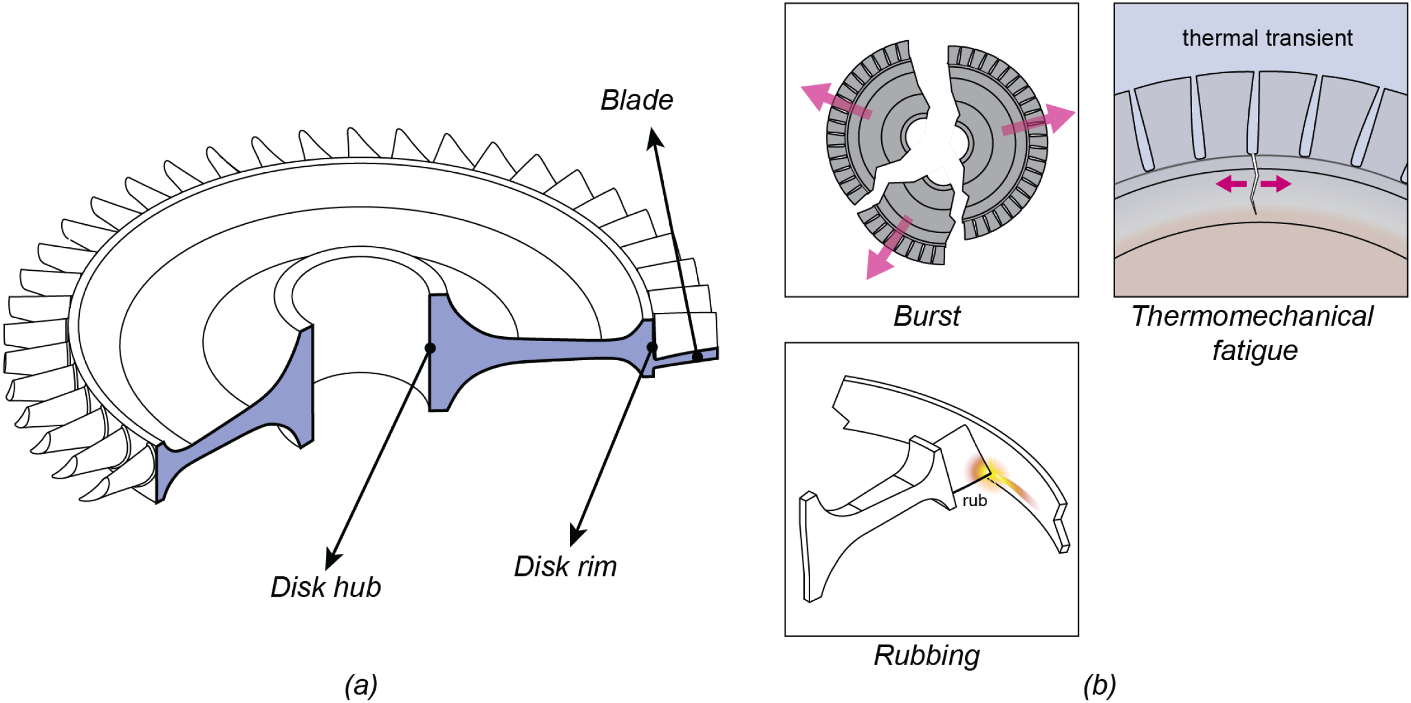 Blade
Disk hub
Disk rim
(a)
Burst
thermal transient
Thermomechanical
fatigue
rub
Rubbing
(b)